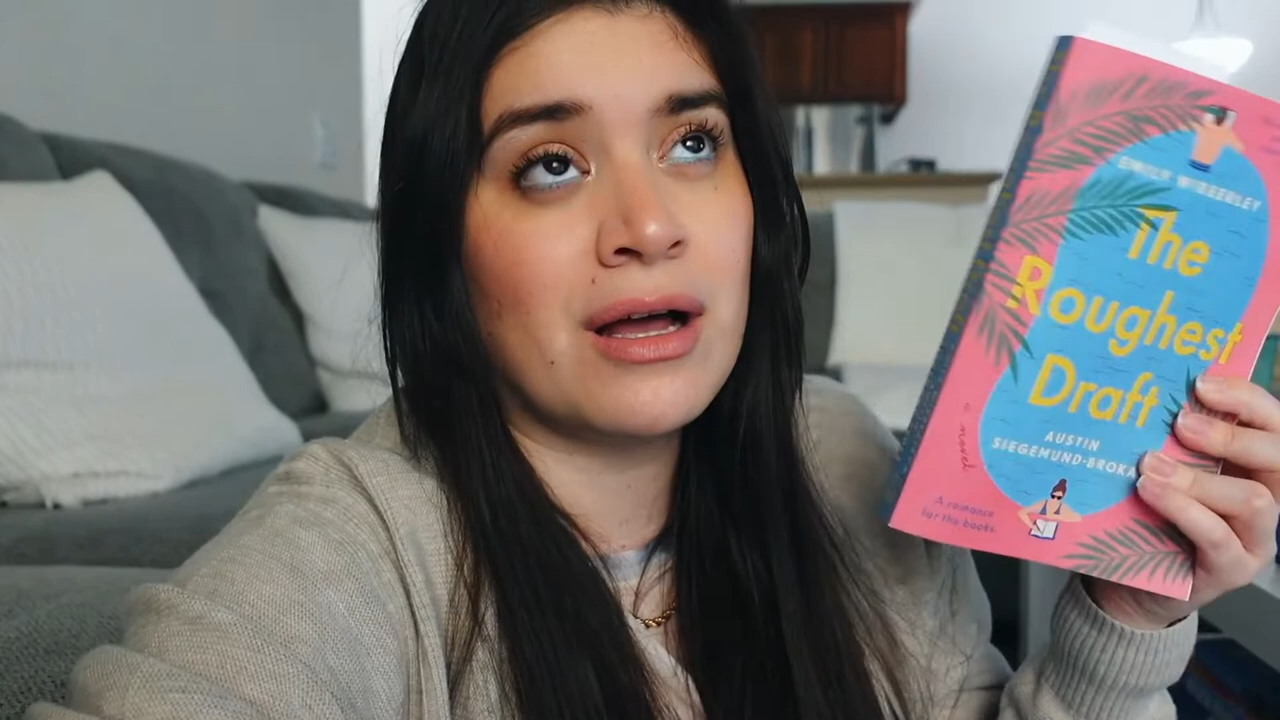 EMILY WIBBERLEY
The
Roughest
Draft
AUSTIN
SIEGEMUND-BROKA
a novel
A romance
for the books.